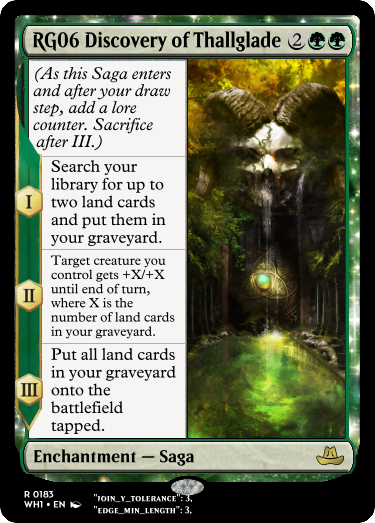 RG06 Discovery of Thallglade 2
(As this Saga enters
and after your draw
step, add a lore
counter. Sacrifice
after III.)
I
Search your
library for up to
two land cards
and put them in
your graveyard.
II
Target creature you
control gets +X/+X
until end of turn,
where X is the
number of land cards
in your graveyard.
III
Put all land cards
in your graveyard
onto the
battlefield
tapped.
Enchantment — Saga
R 0183
WH1 • EN
"JOIN_Y_TOLERANCE": 3,
"EDGE_MIN_LENGTH": 3,